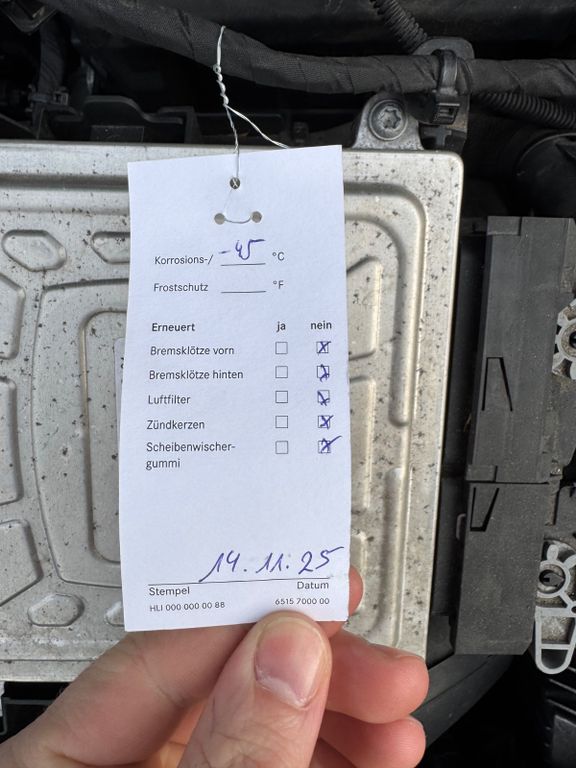 Korrosions-/ -45 °C
Frostschutz °F
Erneuert ja nein
Bremsklötze vorn
Bremsklötze hinten
Luftfilter
Zündkerzen
Scheibenwischer-
gummi
14.11.25
Stempel Datum
HLI 000 000 00 88 6515 7000 00